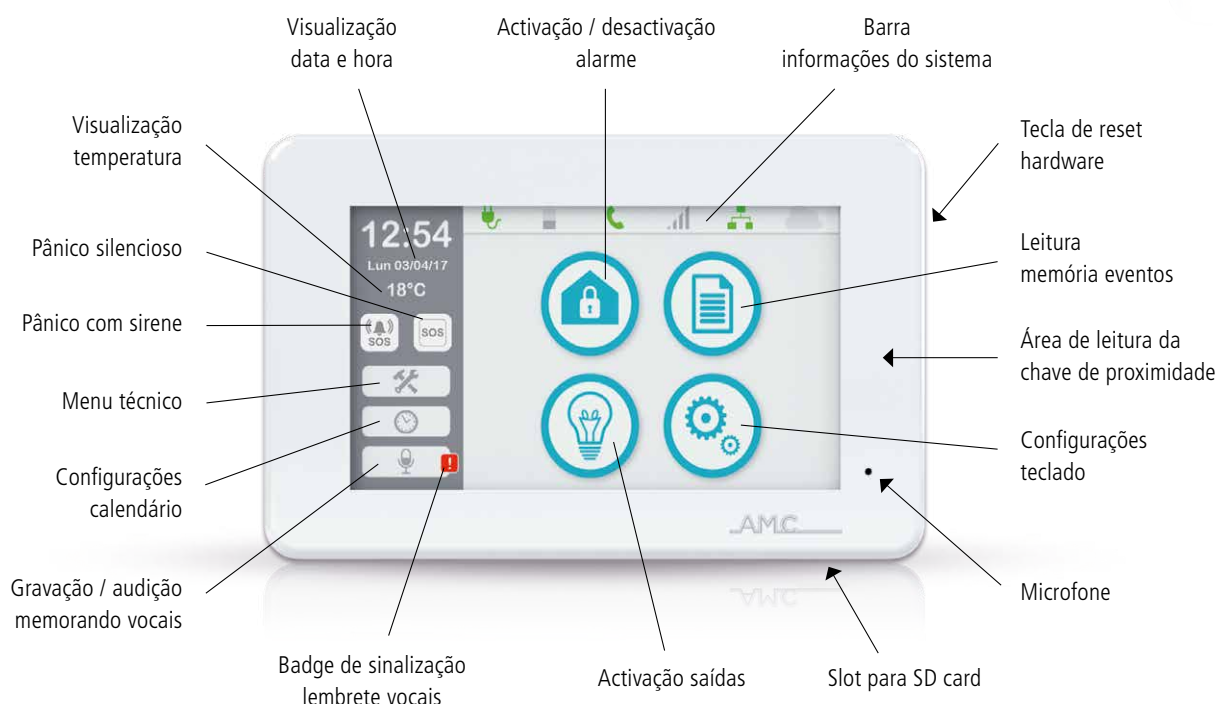 Visualização
data e hora
Activação / desactivação
alarme
Barra
informações do sistema
Visualização
temperatura
Tecla de reset
hardware
12:54
Lun 03/04/17
18°C
Pânico silencioso
Leitura
memória eventos
Pânico com sirene
SOS
SOS
Área de leitura da
chave de proximidade
Menu técnico
Configurações
teclado
Configurações
calendário
!
AMC
Gravação / audição
memorando vocais
Microfone
Badge de sinalização
lembrete vocais
Activação saídas
Slot para SD card